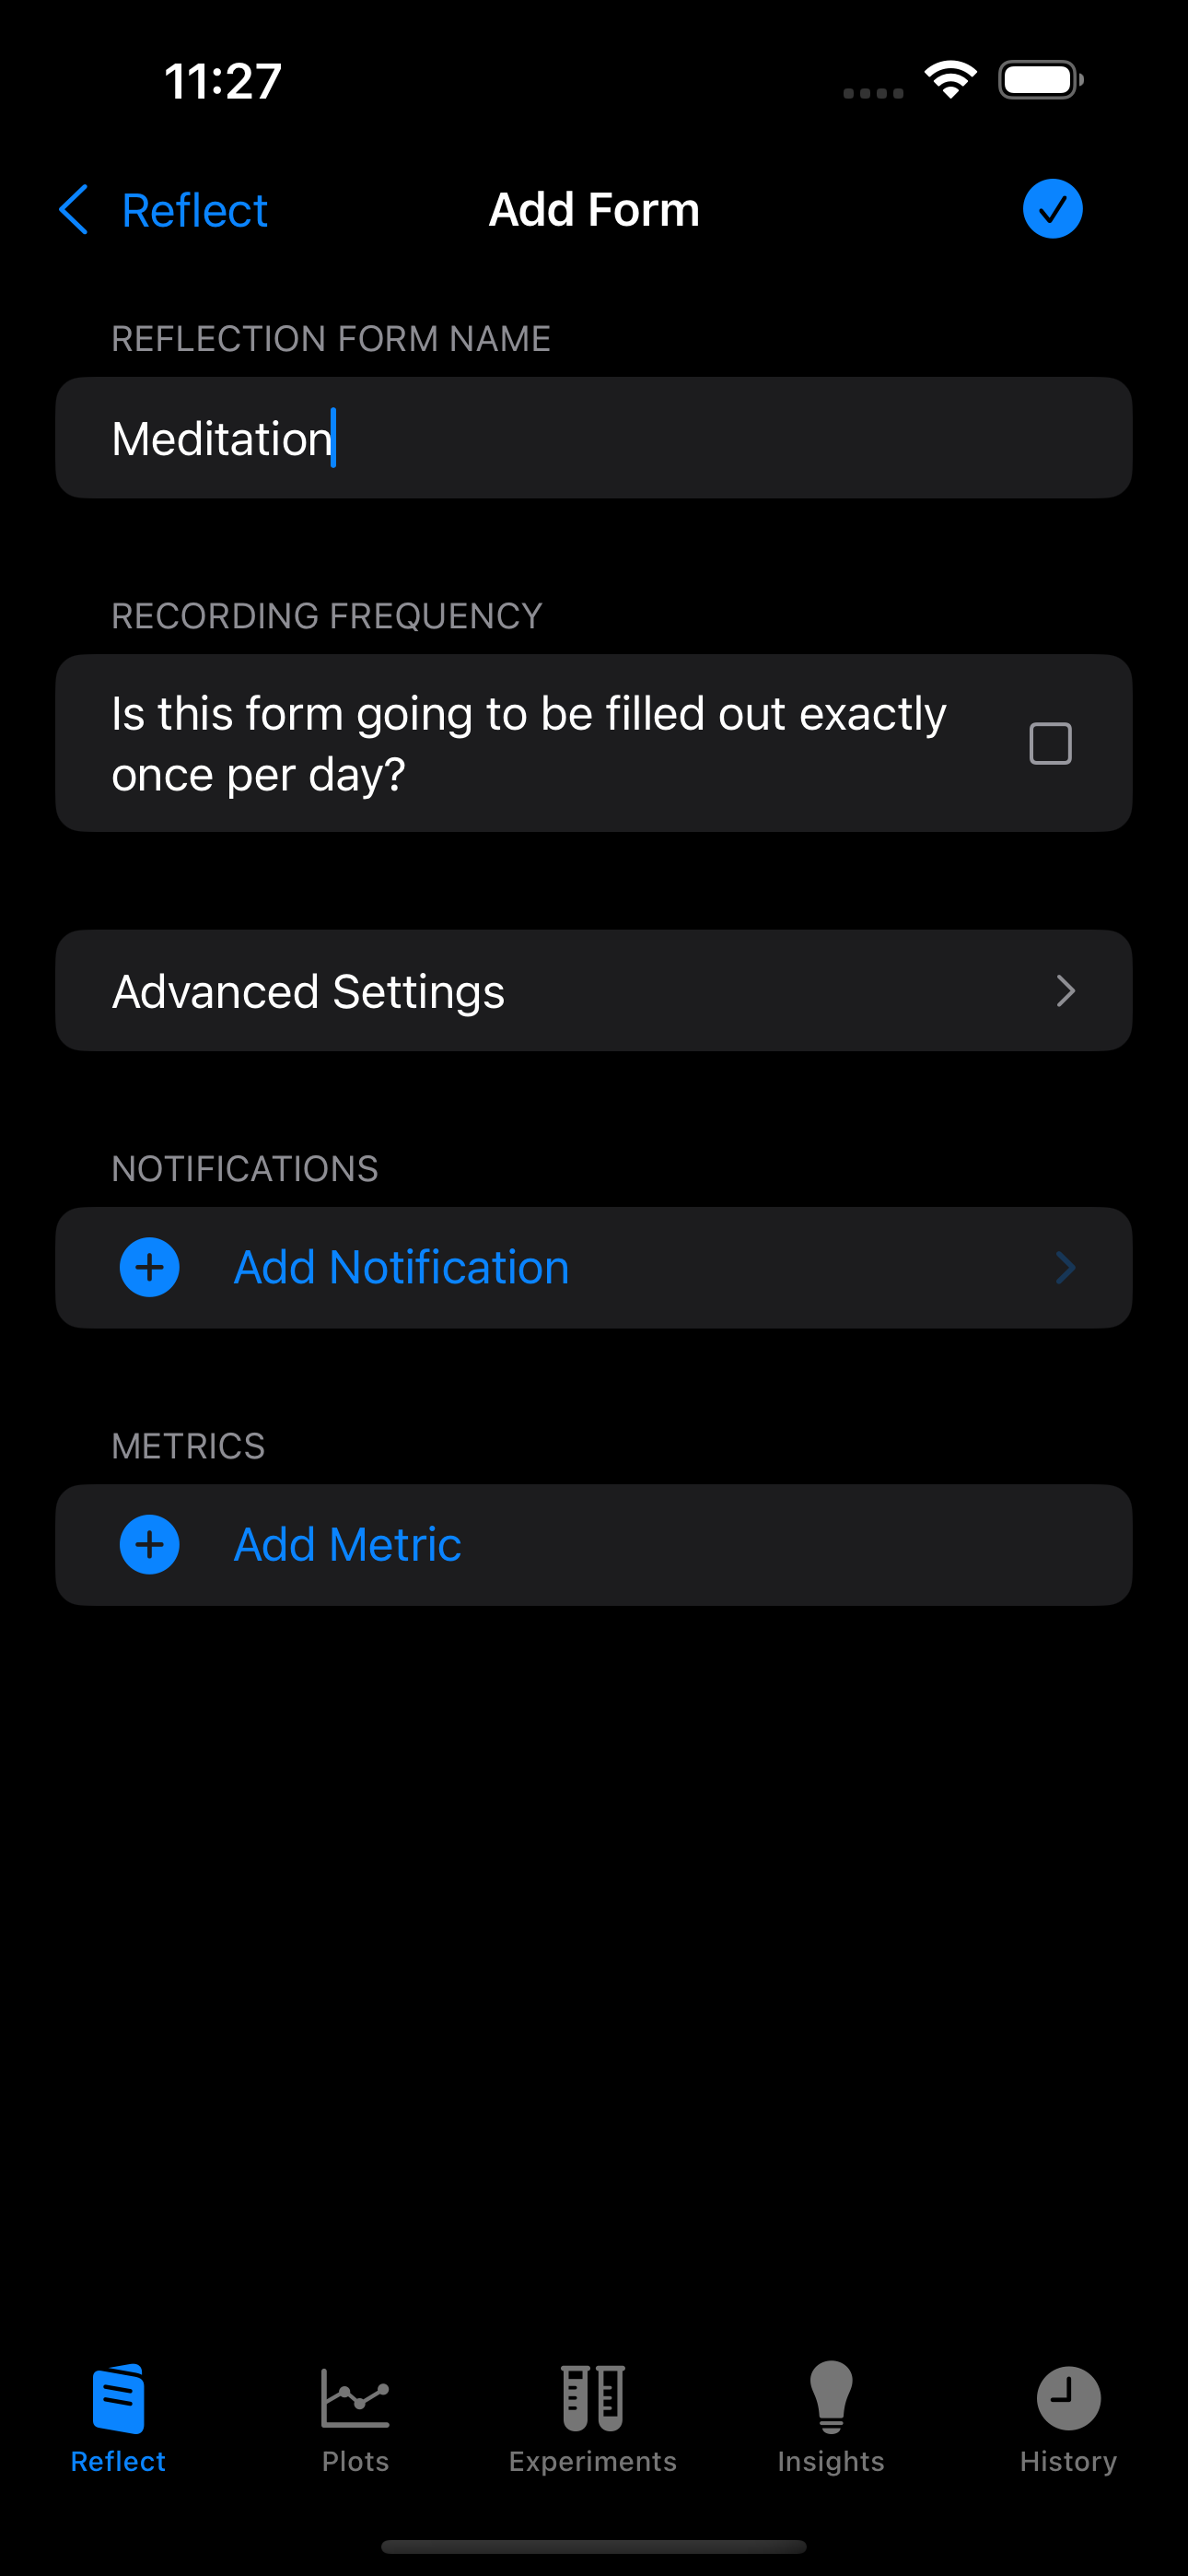 11:27
Reflect
Add Form
REFLECTION FORM NAME
Meditation
RECORDING FREQUENCY
Is this form going to be filled out exactly
once per day?
Advanced Settings
NOTIFICATIONS
Add Notification
METRICS
Add Metric
Reflect
Plots
Experiments
Insights
History